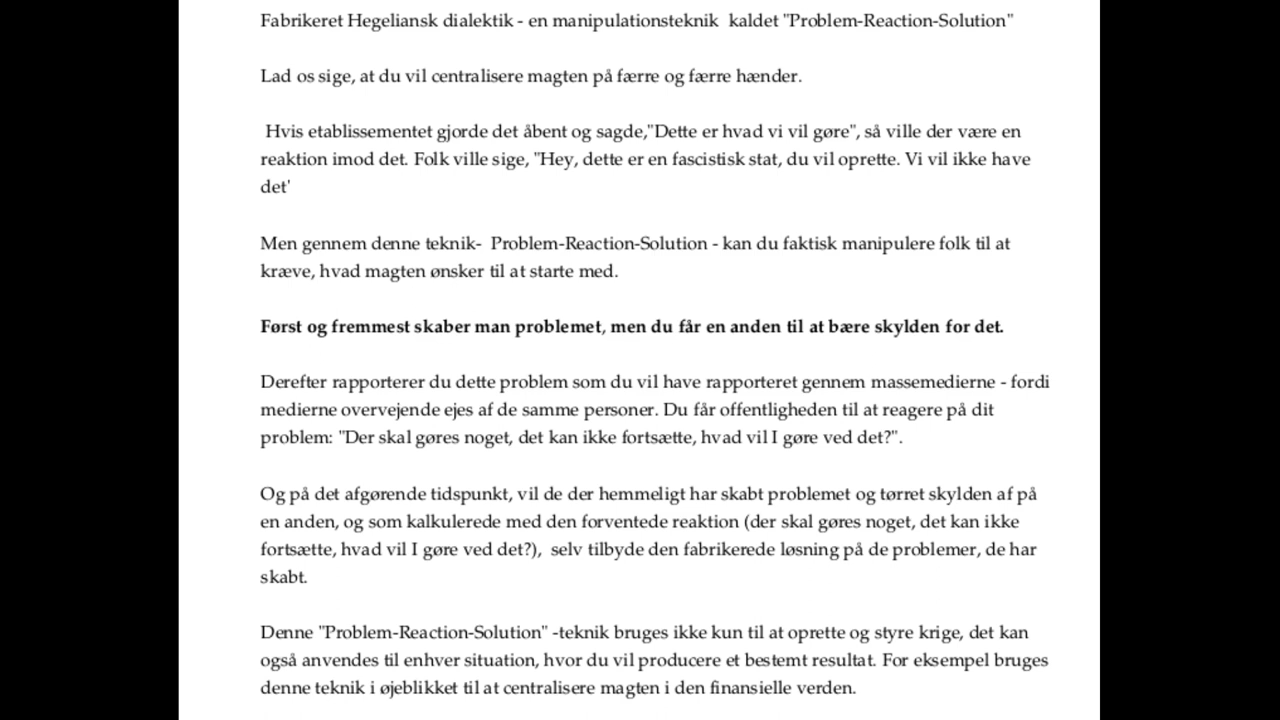 Fabrikeret Hegeliansk dialektik - en manipulationsteknik  kaldet "Problem-Reaction-Solution"
Lad os sige, at du vil centralisere magten på færre og færre hænder.
Hvis etablissementet gjorde det åbent og sagde,"Dette er hvad vi vil gøre", så ville der være en
reaktion imod det. Folk ville sige, "Hey, dette er en fascistisk stat, du vil oprette. Vi vil ikke have
det'
Men gennem denne teknik-  Problem-Reaction-Solution - kan du faktisk manipulere folk til at
kræve, hvad magten ønsker til at starte med.
Først og fremmest skaber man problemet, men du får en anden til at bære skylden for det.
Derefter rapporterer du dette problem som du vil have rapporteret gennem massemedierne - fordi
medierne overvejende ejes af de samme personer. Du får offentligheden til at reagere på dit
problem: "Der skal gøres noget, det kan ikke fortsætte, hvad vil I gøre ved det?".
Og på det afgørende tidspunkt, vil de der hemmeligt har skabt problemet og tørret skylden af på
en anden, og som kalkulerede med den forventede reaktion (der skal gøres noget, det kan ikke
fortsætte, hvad vil I gøre ved det?),  selv tilbyde den fabrikerede løsning på de problemer, de har
skabt.
Denne "Problem-Reaction-Solution" -teknik bruges ikke kun til at oprette og styre krige, det kan
også anvendes til enhver situation, hvor du vil producere et bestemt resultat. For eksempel bruges
denne teknik i øjeblikket til at centralisere magten i den finansielle verden.